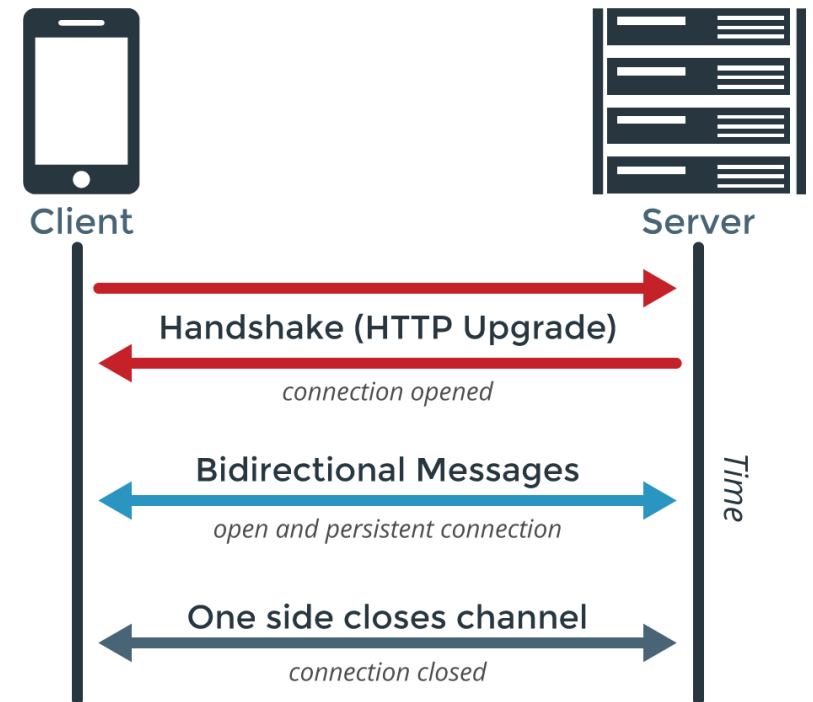 Client
Server
Handshake (HTTP Upgrade)
connection opened
Bidirectional Messages
open and persistent connection
Time
One side closes channel
connection closed